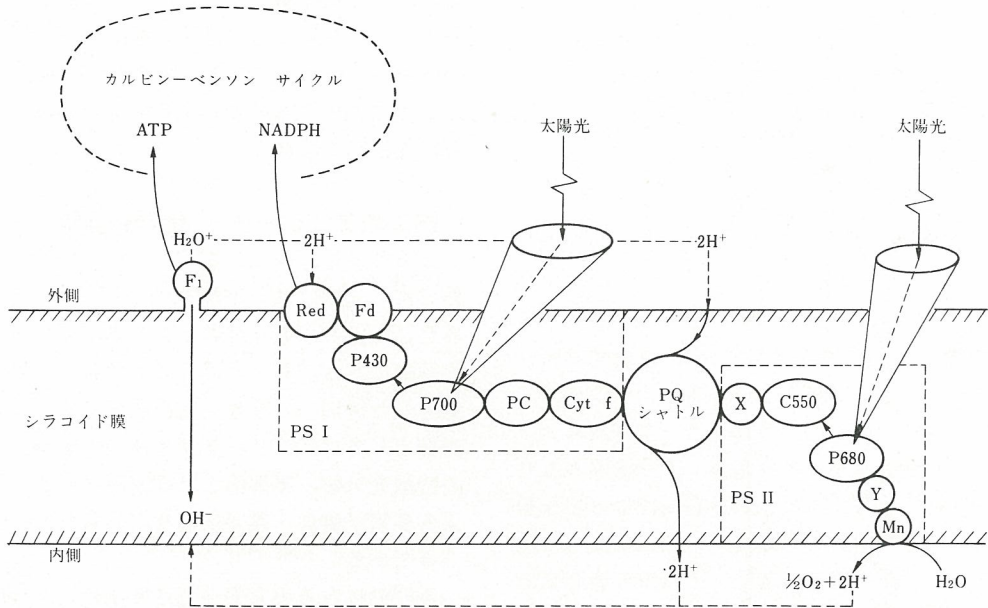 カルビンーベンソン サイクル
ATP
NADPH
太陽光
太陽光
H₂O⁺
2H⁺
2H⁺
F₁
外側
Red
Fd
P430
P700
PC
Cyt f
PQ
シャトル
X
C550
P680
Y
Mn
シラコイド膜
PS I
PS II
OH⁻
内側
2H⁺
½O₂+2H⁺
H₂O